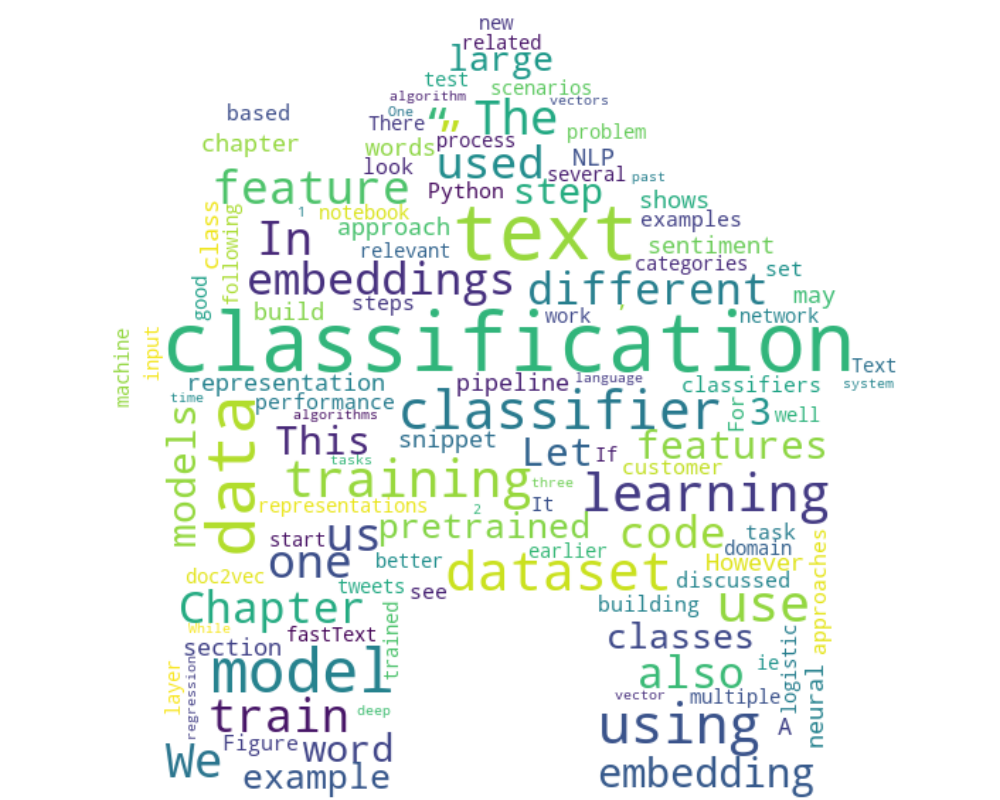 new
related
large
test scenarios
algorithm vectors
based One “ The
There ” problem
chapter words process
look used NLP
several past
feature Python step shows
1 notebook examples
class following In approach text sentiment
relevant categories
good embeddings different set
steps may
build , work network
machine input classification Text
representation pipeline language classifiers system
time performance classifier For 3 well
algorithms
models data This snippet Let If features
tasks customer
training three learning
representations 2 It
start us pretrained code task
one better earlier domain
However approaches
doc2vec dataset discussed
tweets see
Chapter building use
While fastText trained
section classes
layer regression model also ie logistic neural
vector multiple
train deep using A
Figure word
We example embedding